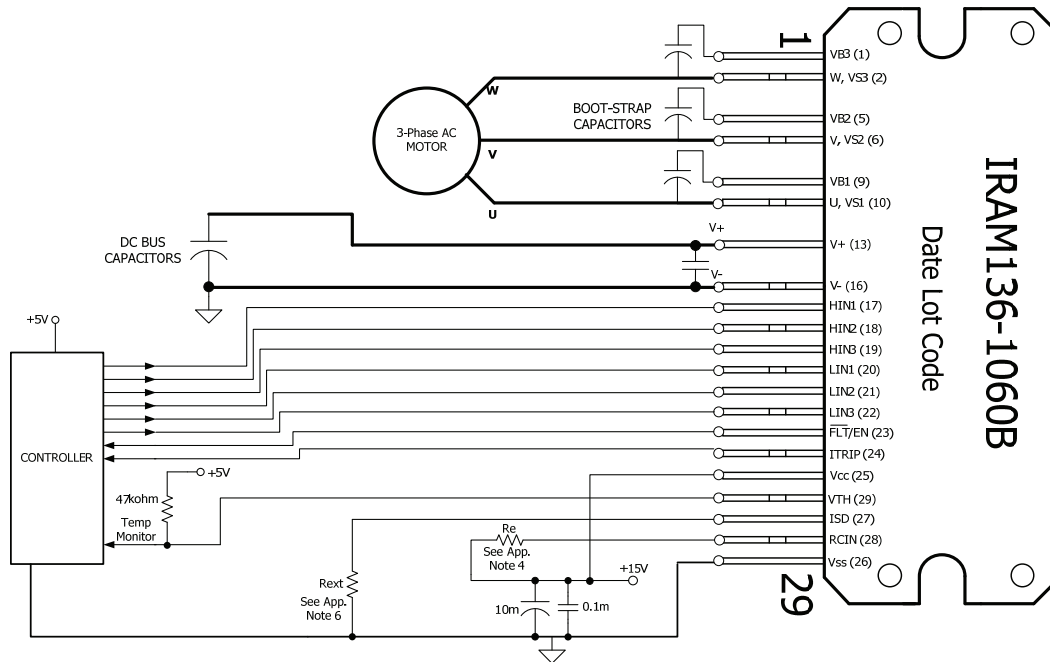 1
VB3 (1)
W, VS3 (2)
W
BOOT-STRAP
CAPACITORS
VB2 (5)
3-Phase AC
MOTOR
V, VS2 (6)
V
VB1 (9)
U, VS1 (10)
U
V+
V+ (13)
DC BUS
CAPACITORS
V-
V- (16)
HIN1 (17)
+5V
HIN2 (18)
HIN3 (19)
LIN1 (20)
LIN2 (21)
LIN3 (22)
FLT/EN (23)
CONTROLLER
ITRIP (24)
+5V
Vcc (25)
47kohm
VTH (29)
Temp
Monitor
ISD (27)
Re
RCIN (28)
See App.
Note 4
Vss (26)
+15V
Rext
See App.
Note 6
10m
0.1m
29
IRAM136-1060B
Date Lot Code